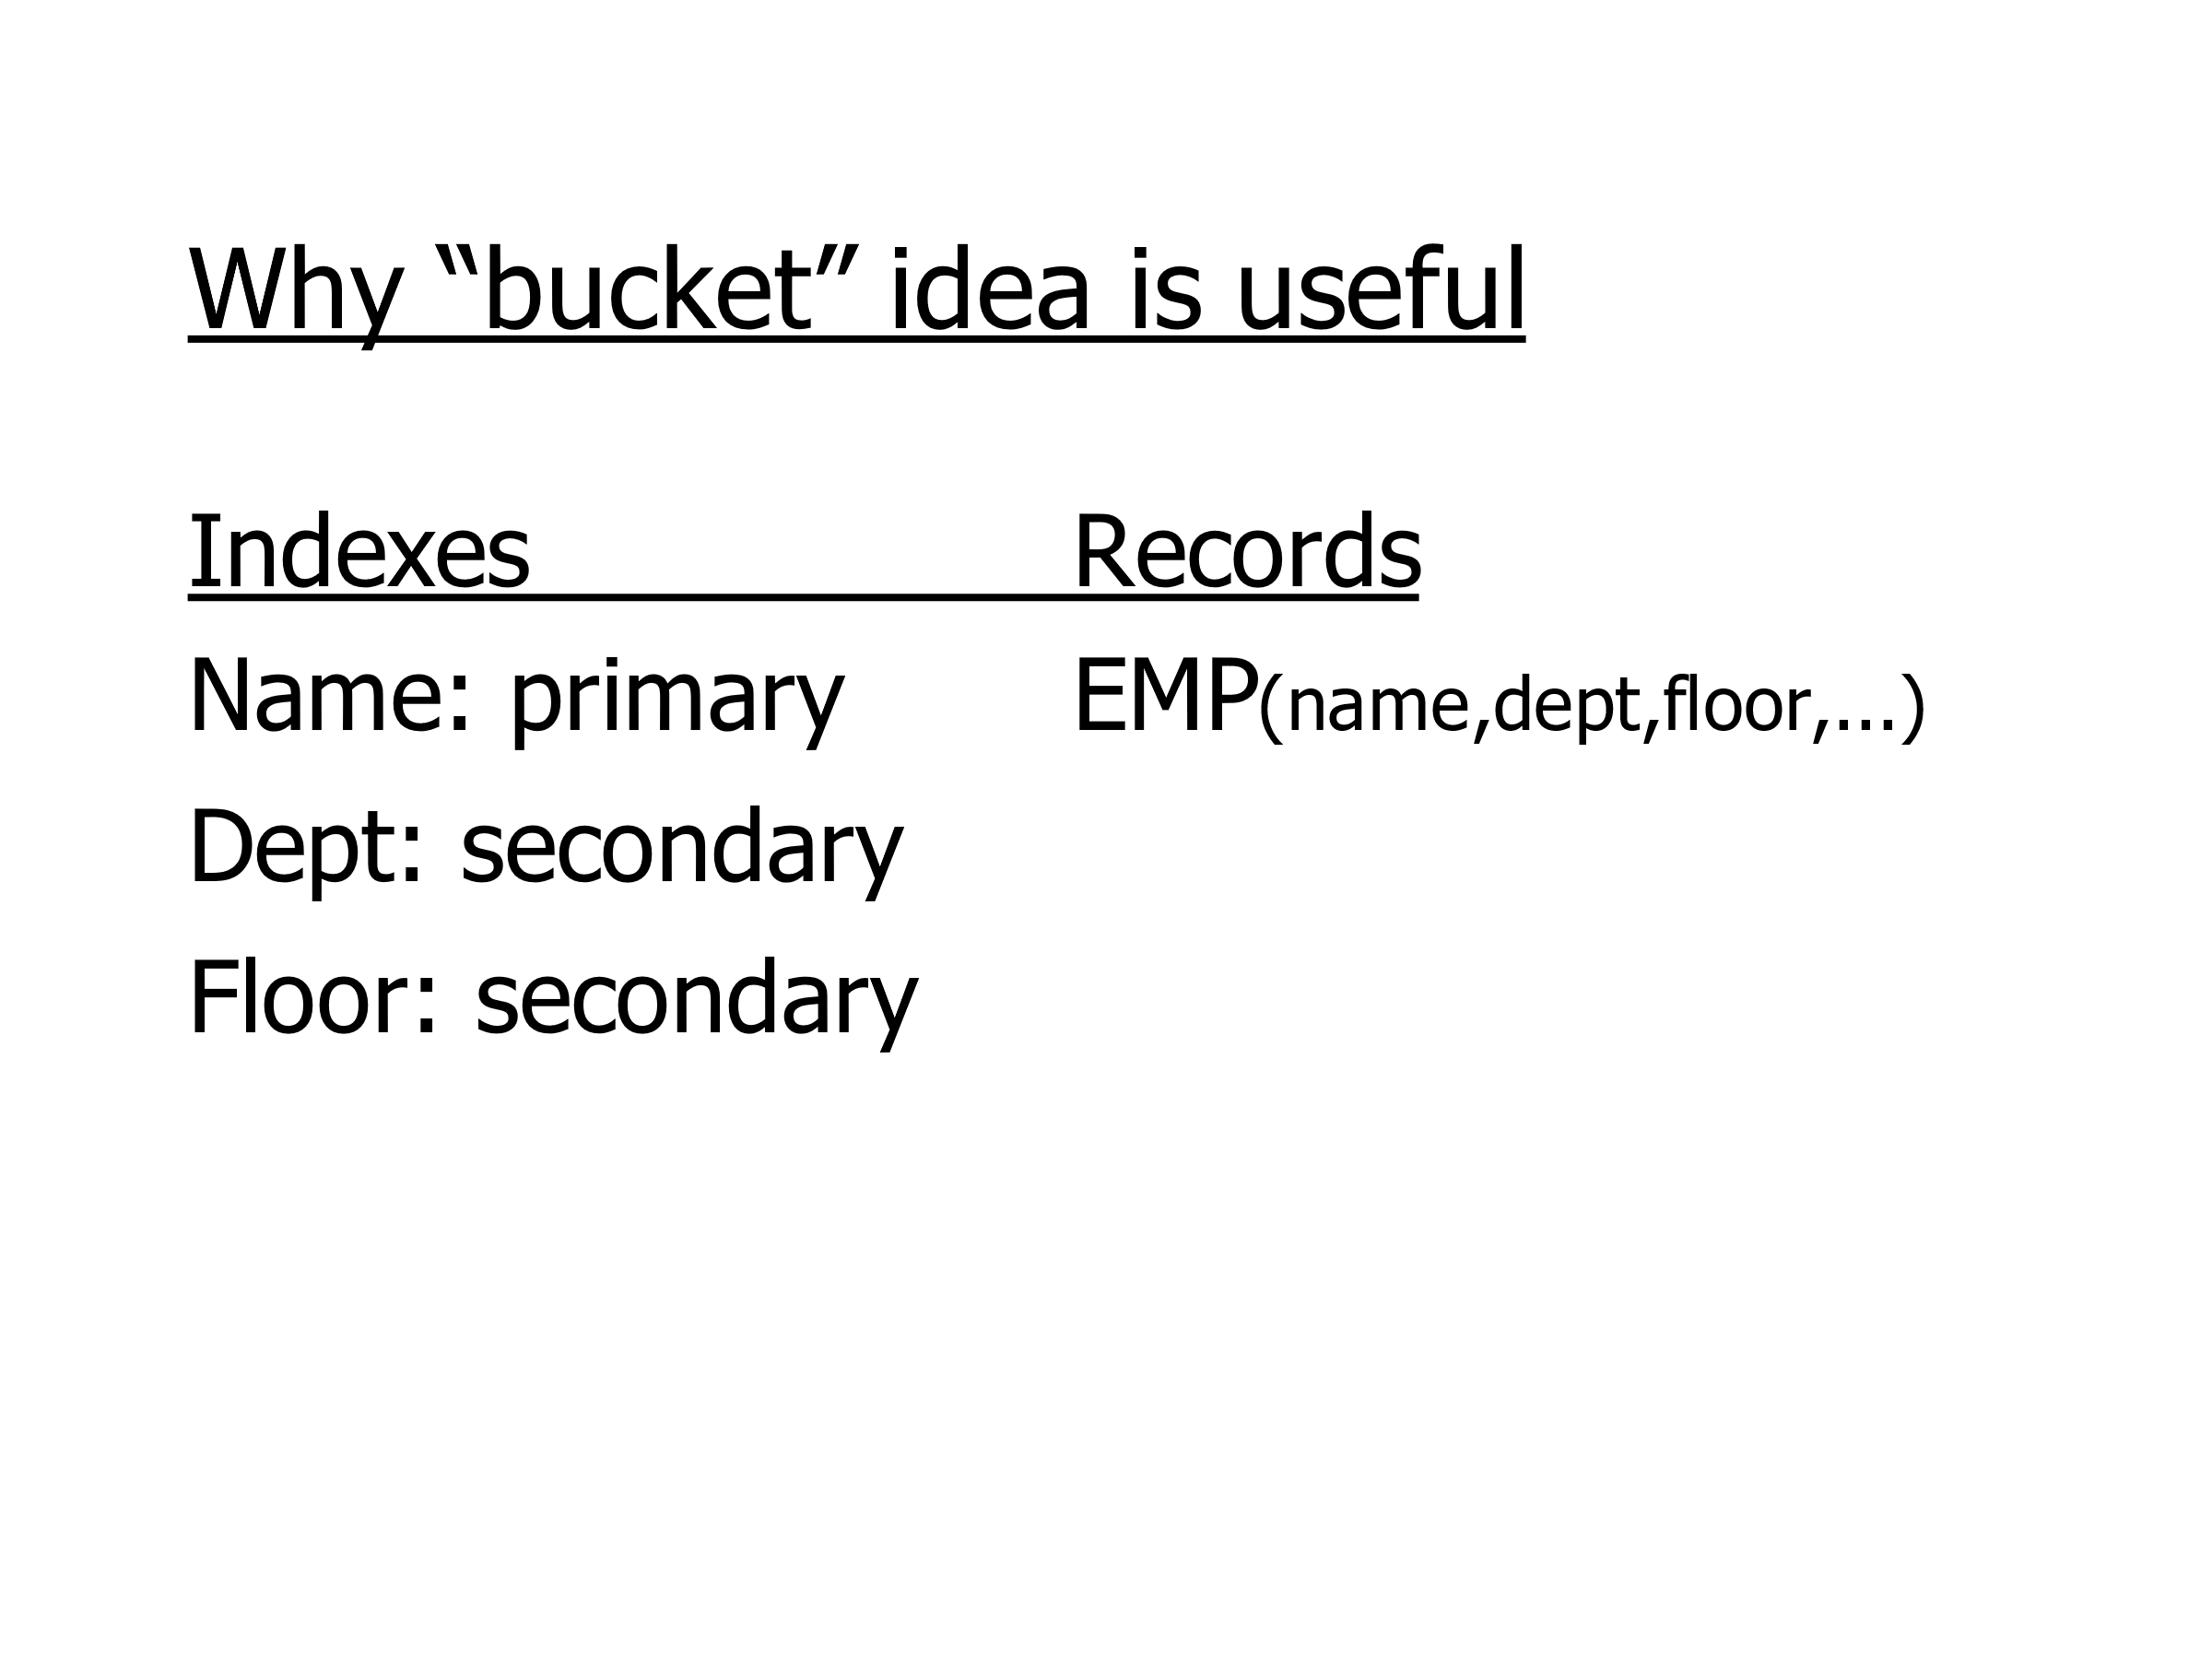 Why “bucket” idea is useful
Indexes Records
Name: primary EMP(name,dept,floor,...)
Dept: secondary
Floor: secondary